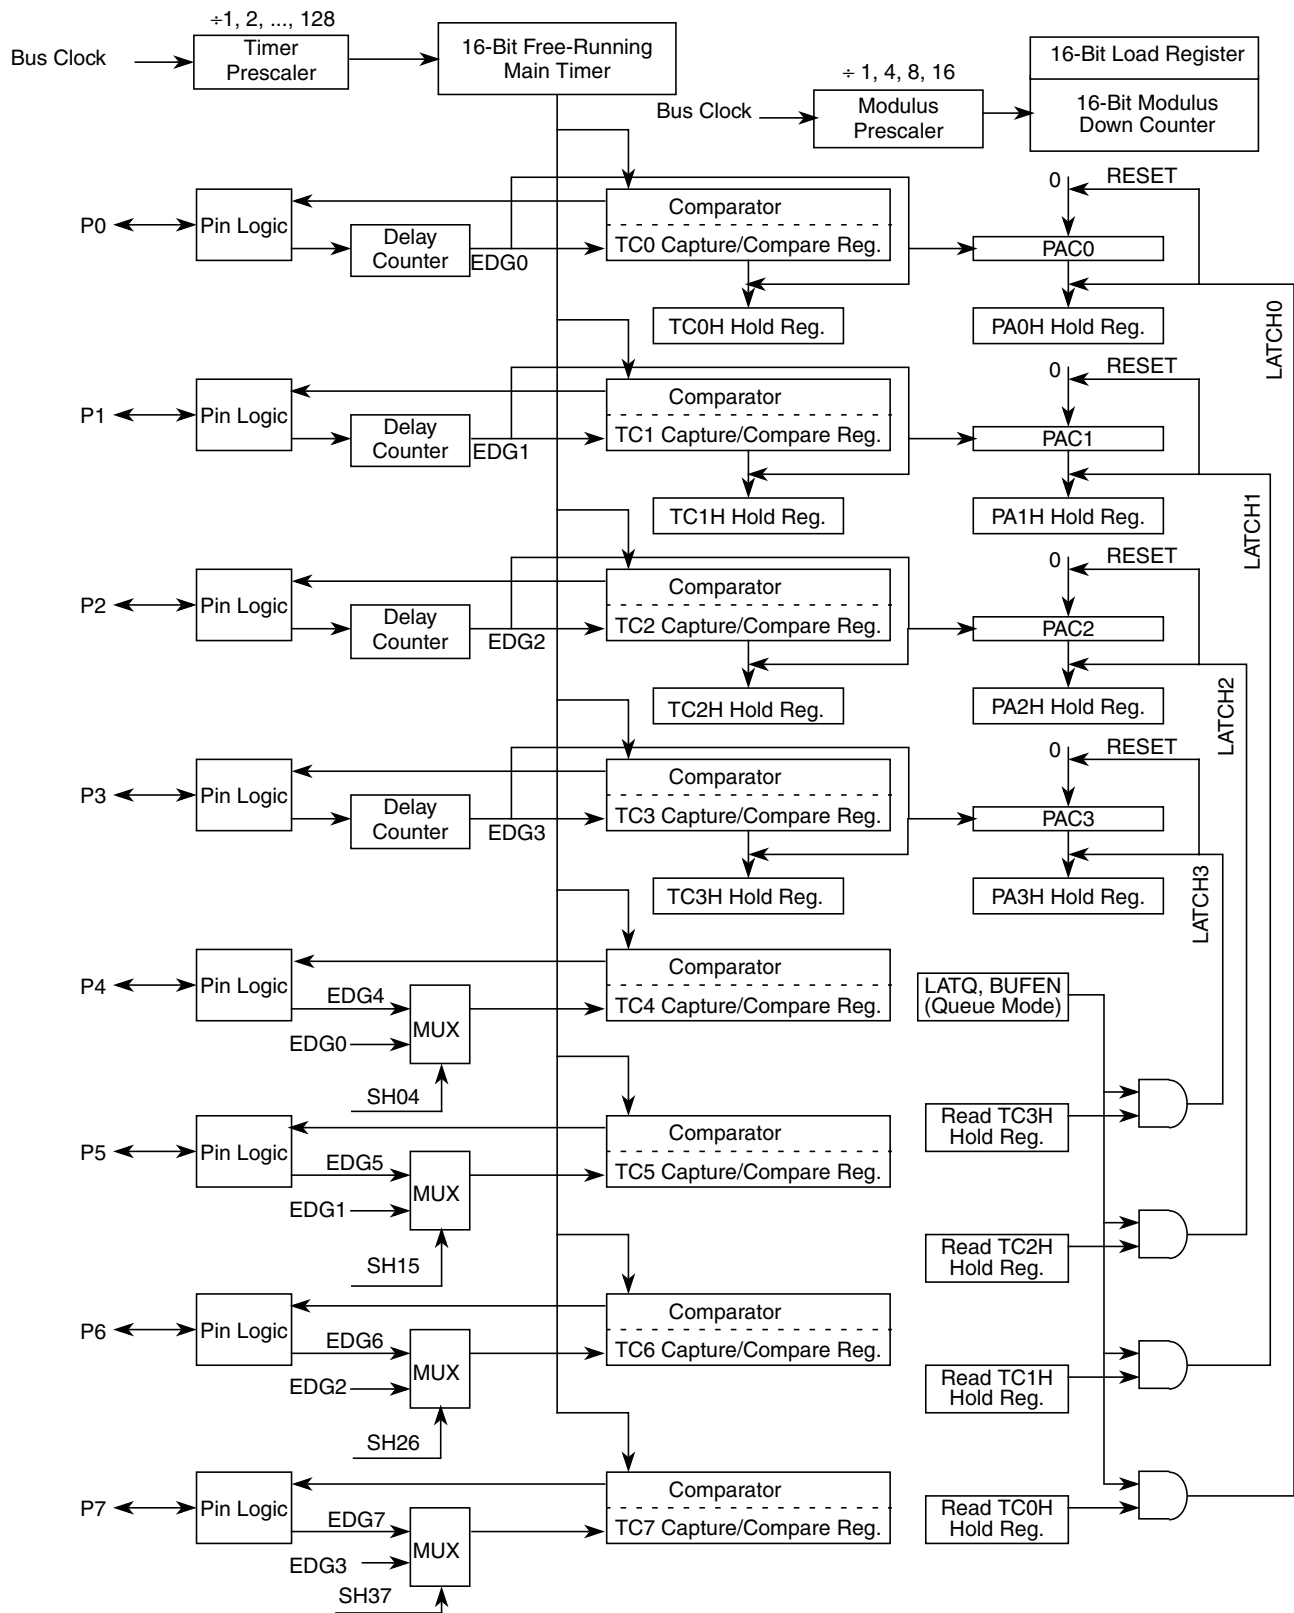 ÷1, 2, ..., 128
Bus Clock
Timer
Prescaler
16-Bit Free-Running
Main Timer
÷ 1, 4, 8, 16
Bus Clock
Modulus
Prescaler
16-Bit Load Register
16-Bit Modulus
Down Counter
P0
Pin Logic
Delay
Counter
EDG0
Comparator
TC0 Capture/Compare Reg.
TC0H Hold Reg.
0
RESET
PAC0
PA0H Hold Reg.
LATCH0
P1
Pin Logic
Delay
Counter
EDG1
Comparator
TC1 Capture/Compare Reg.
TC1H Hold Reg.
0
RESET
PAC1
PA1H Hold Reg.
LATCH1
P2
Pin Logic
Delay
Counter
EDG2
Comparator
TC2 Capture/Compare Reg.
TC2H Hold Reg.
0
RESET
PAC2
PA2H Hold Reg.
LATCH2
P3
Pin Logic
Delay
Counter
EDG3
Comparator
TC3 Capture/Compare Reg.
TC3H Hold Reg.
0
RESET
PAC3
PA3H Hold Reg.
LATCH3
P4
Pin Logic
EDG4
EDG0
MUX
SH04
Comparator
TC4 Capture/Compare Reg.
LATQ, BUFEN
(Queue Mode)
P5
Pin Logic
EDG5
EDG1
MUX
SH15
Comparator
TC5 Capture/Compare Reg.
Read TC3H
Hold Reg.
Read TC2H
Hold Reg.
P6
Pin Logic
EDG6
EDG2
MUX
SH26
Comparator
TC6 Capture/Compare Reg.
Read TC1H
Hold Reg.
P7
Pin Logic
EDG7
EDG3
MUX
SH37
Comparator
TC7 Capture/Compare Reg.
Read TC0H
Hold Reg.